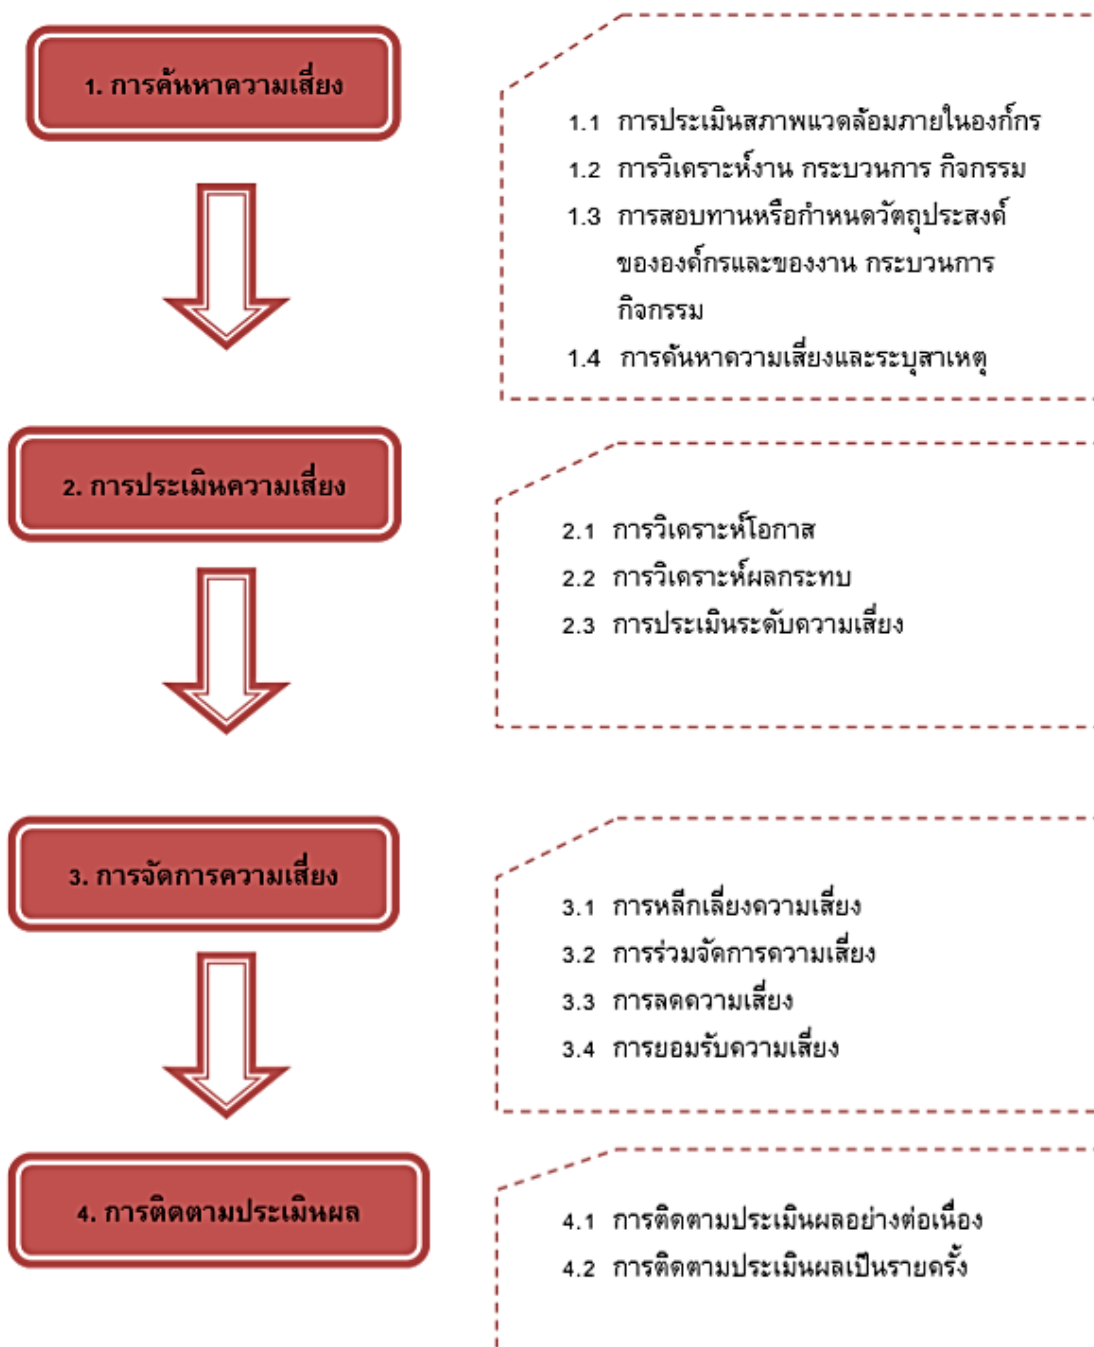 1. การค้นหาความเสี่ยง
1.1 การประเมินสภาพแวดล้อมภายในองก์กร
1.2 การวิเคราะห์งาน กระบวนการ กิจกรรม
1.3 การสอบทานหรือกำหนดวัตถุประสงค์
ขององค์กรและของงาน กระบวนการ
กิจกรรม
1.4 การค้นหาความเสี่ยงและระบุสาเหตุ
2. การประเมินความเสี่ยง
2.1 การวิเคราะห์โอกาส
2.2 การวิเคราะห์ผลกระทบ
2.3 การประเมินระดับความเสี่ยง
3. การจัดการความเสี่ยง
3.1 การหลีกเลี่ยงความเสี่ยง
3.2 การร่วมจัดการความเสี่ยง
3.3 การลดความเสี่ยง
3.4 การยอมรับความเสี่ยง
4. การติดตามประเมินผล
4.1 การติดตามประเมินผลอย่างต่อเนื่อง
4.2 การติดตามประเมินผลเป็นรายครั้ง